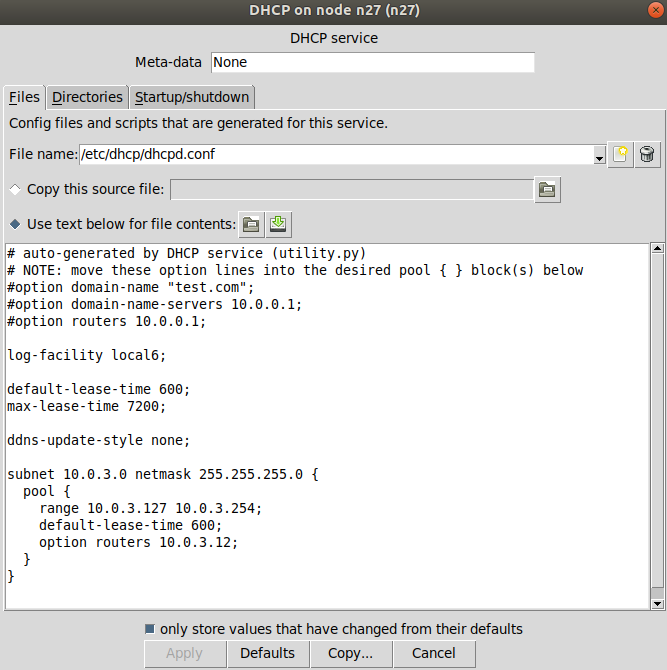 DHCP on node n27 (n27)
DHCP service
Meta-data None
Files Directories Startup/shutdown
Config files and scripts that are generated for this service.
File name: /etc/dhcp/dhcpd.conf
Copy this source file:
Use text below for file contents:
# auto-generated by DHCP service (utility.py)
# NOTE: move these option lines into the desired pool { } block(s) below
#option domain-name "test.com";
#option domain-name-servers 10.0.0.1;
#option routers 10.0.0.1;
log-facility local6;
default-lease-time 600;
max-lease-time 7200;
ddns-update-style none;
subnet 10.0.3.0 netmask 255.255.255.0 {
pool {
range 10.0.3.127 10.0.3.254;
default-lease-time 600;
option routers 10.0.3.12;
}
}
only store values that have changed from their defaults
Apply Defaults Copy... Cancel